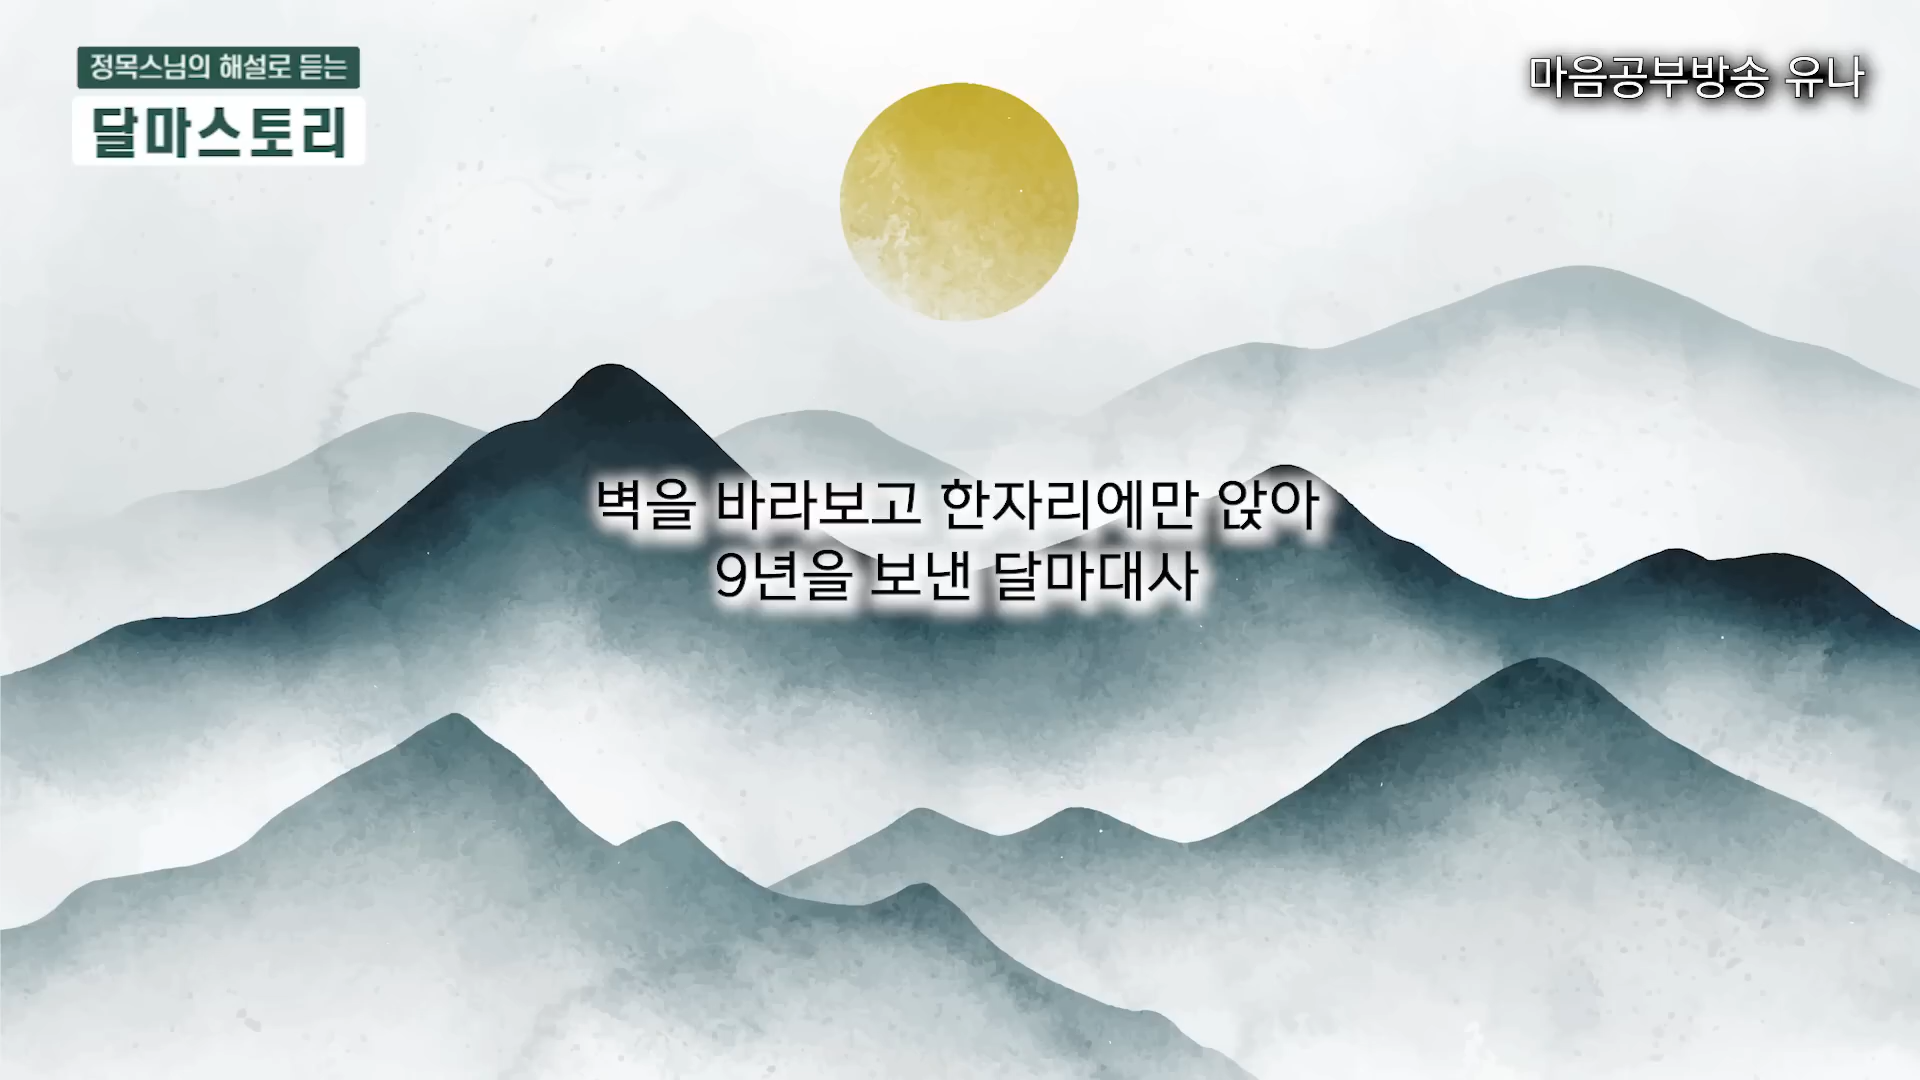 정목스님의 해설로 듣는
달마스토리
마음공부방송 유나
벽을 바라보고 한자리에만 앉아
9년을 보낸 달마대사